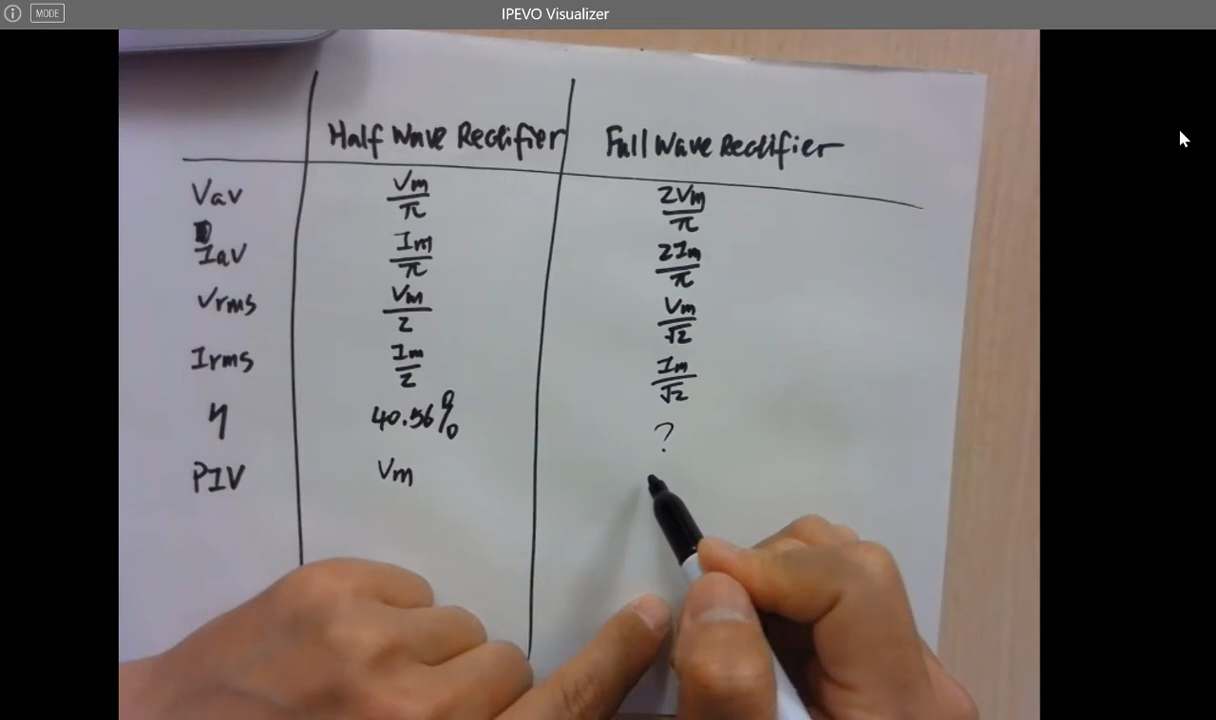 MODE
IPEVO Visualizer
Half Wave Rectifier Full Wave Rectifier
Vav Vm/π 2Vm/π
Iav Im/π 2Im/π
Vrms Vm/2 Vm/√2
Irms Im/2 Im/√2
η 40.56% ?
PIV Vm